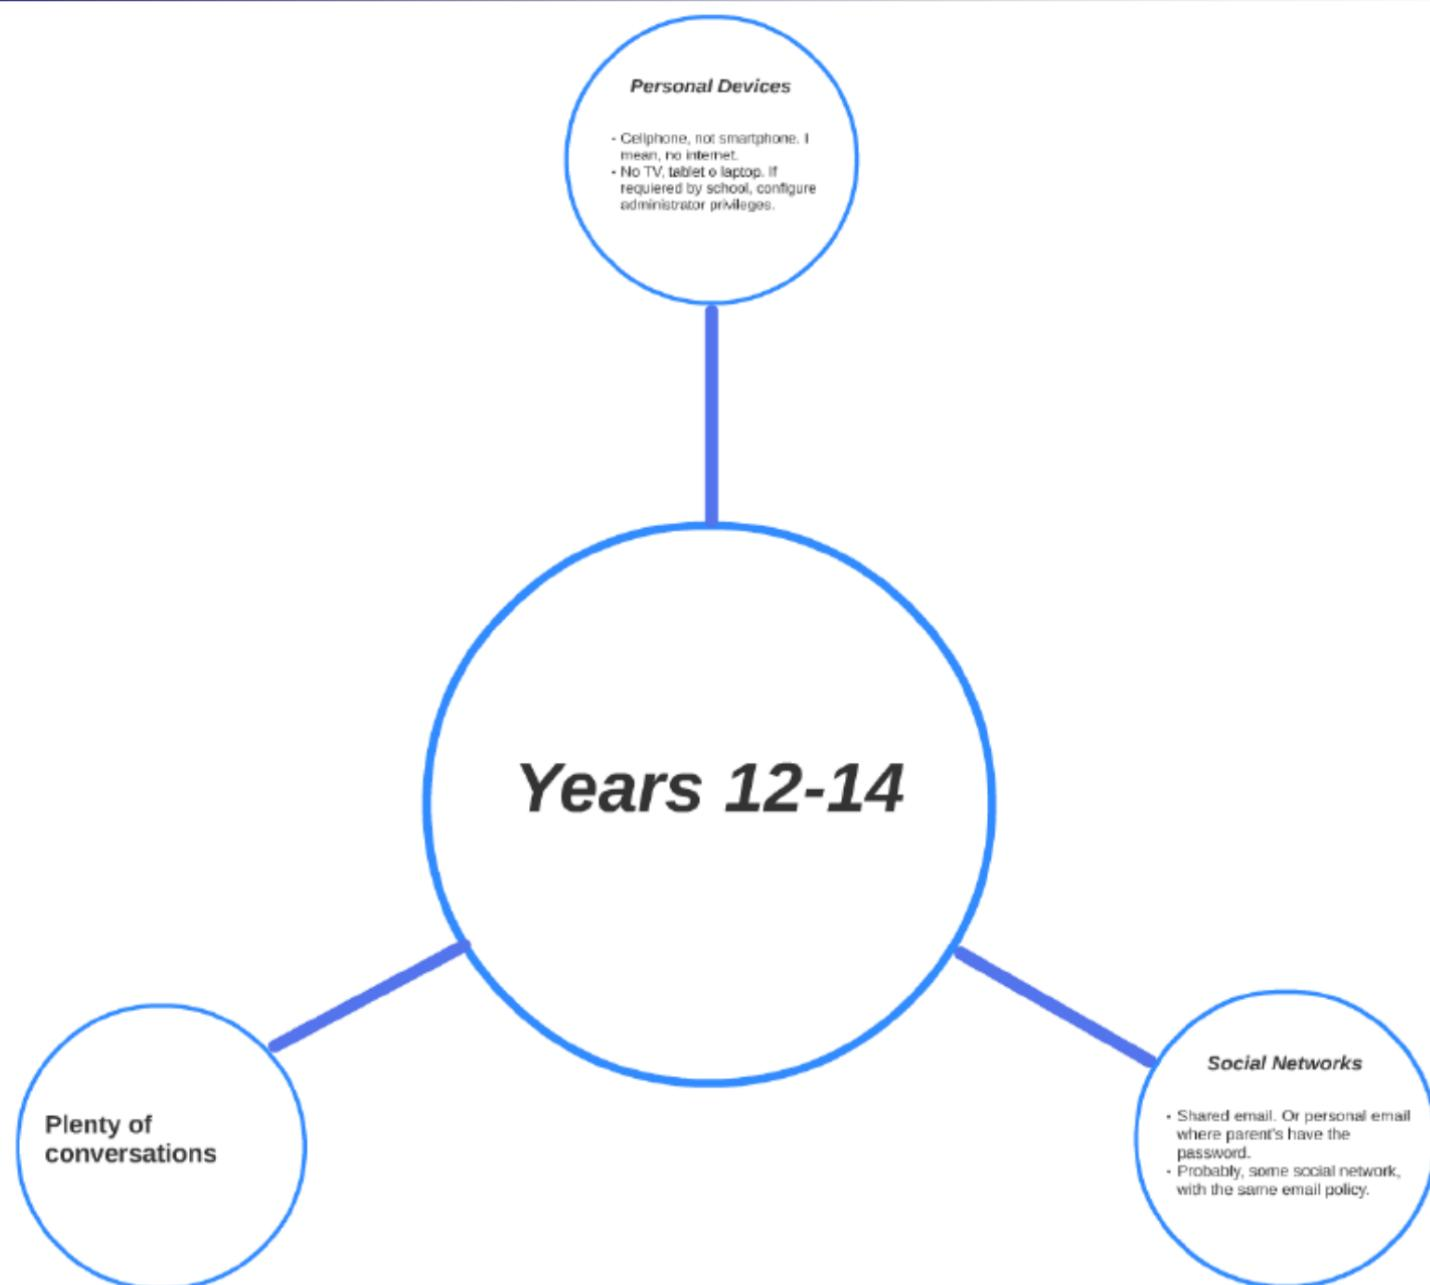 Personal Devices
- Cellphone, not smartphone. I
mean, no internet.
- No TV, tablet o laptop. If
requiered by school, configure
administrator privileges.
Years 12-14
Plenty of
conversations
Social Networks
- Shared email. Or personal email
where parent's have the
password.
- Probably, some social network,
with the same email policy.